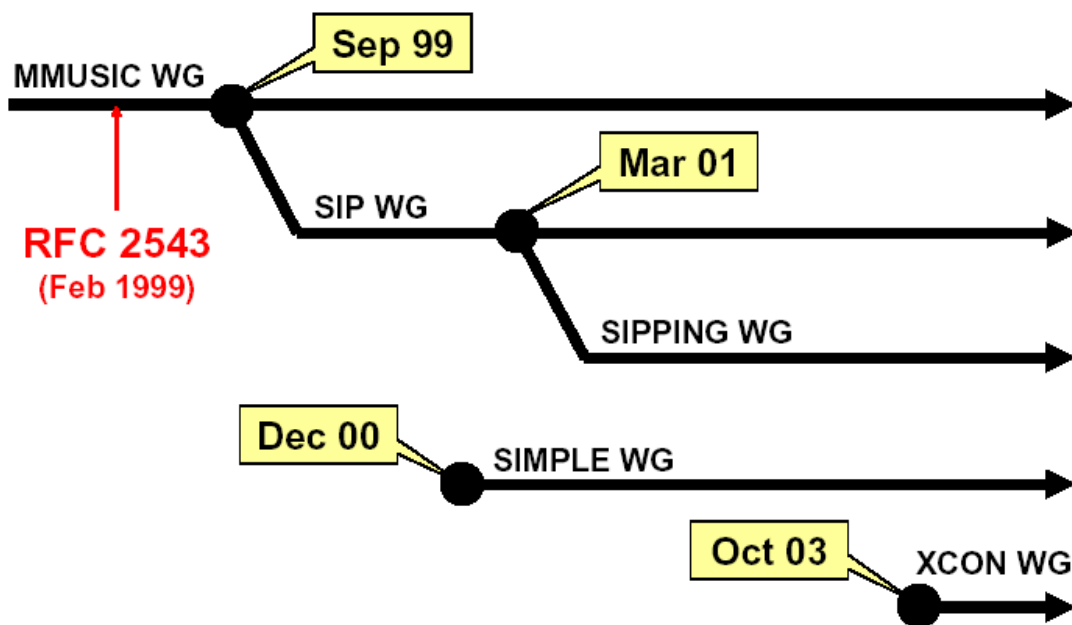 Sep 99
MMUSIC WG
Mar 01
SIP WG
RFC 2543
(Feb 1999)
SIPPING WG
Dec 00
SIMPLE WG
Oct 03
XCON WG